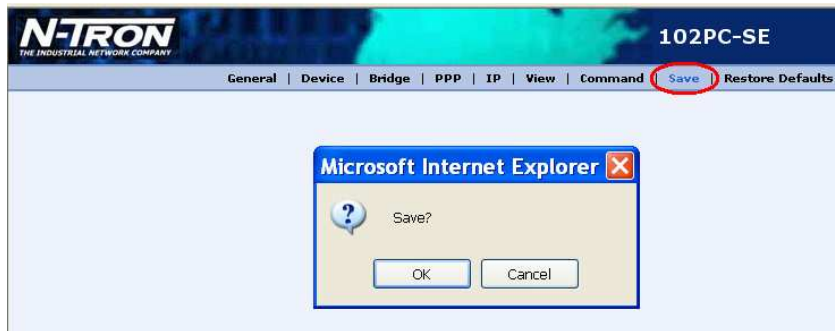 N-TRON
THE INDUSTRIAL NETWORK COMPANY
102PC-SE
General | Device | Bridge | PPP | IP | View | Command | Save | Restore Defaults
Microsoft Internet Explorer
Save?
OK Cancel